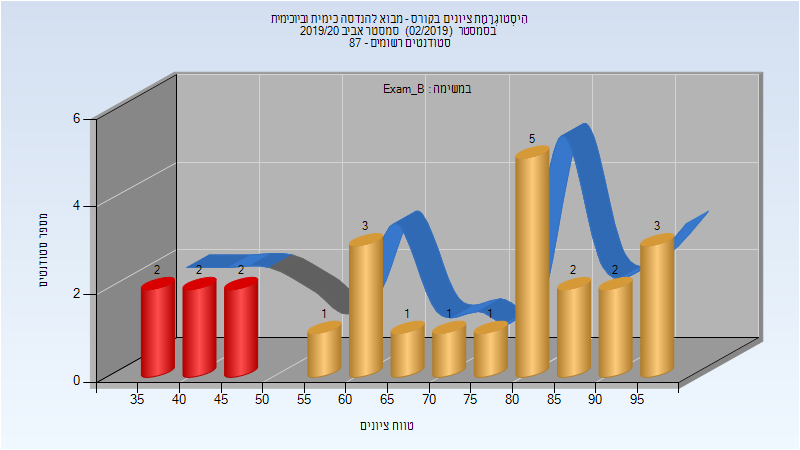 היסטוגרמת ציונים בקורס - מבוא להנדסה כימית וביוכימית
בסמסטר (02/2019) סמסטר אביב 2019/20
סטודנטים רשומים - 87
במשימה : Exam_B
מספר סטודנטים
6
4
2
0
2
2
2
1
3
1
1
1
5
2
2
3
35 40 45 50 55 60 65 70 75 80 85 90 95
טווח ציונים